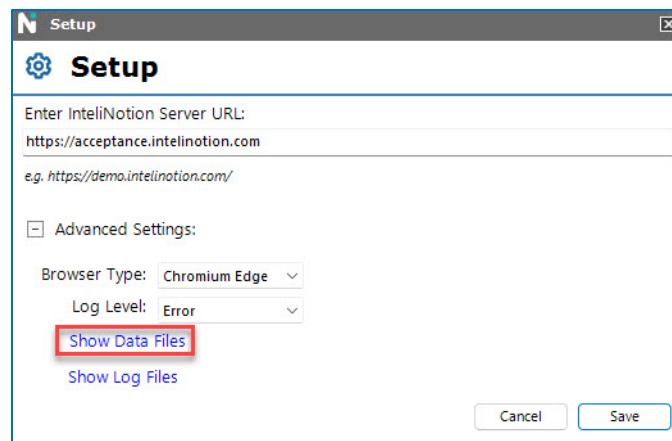 Setup
Setup
Enter InteliNotion Server URL:
https://acceptance.intelinotion.com
e.g. https://demo.intelinotion.com/
Advanced Settings:
Browser Type: Chromium Edge
Log Level: Error
Show Data Files
Show Log Files
Cancel Save